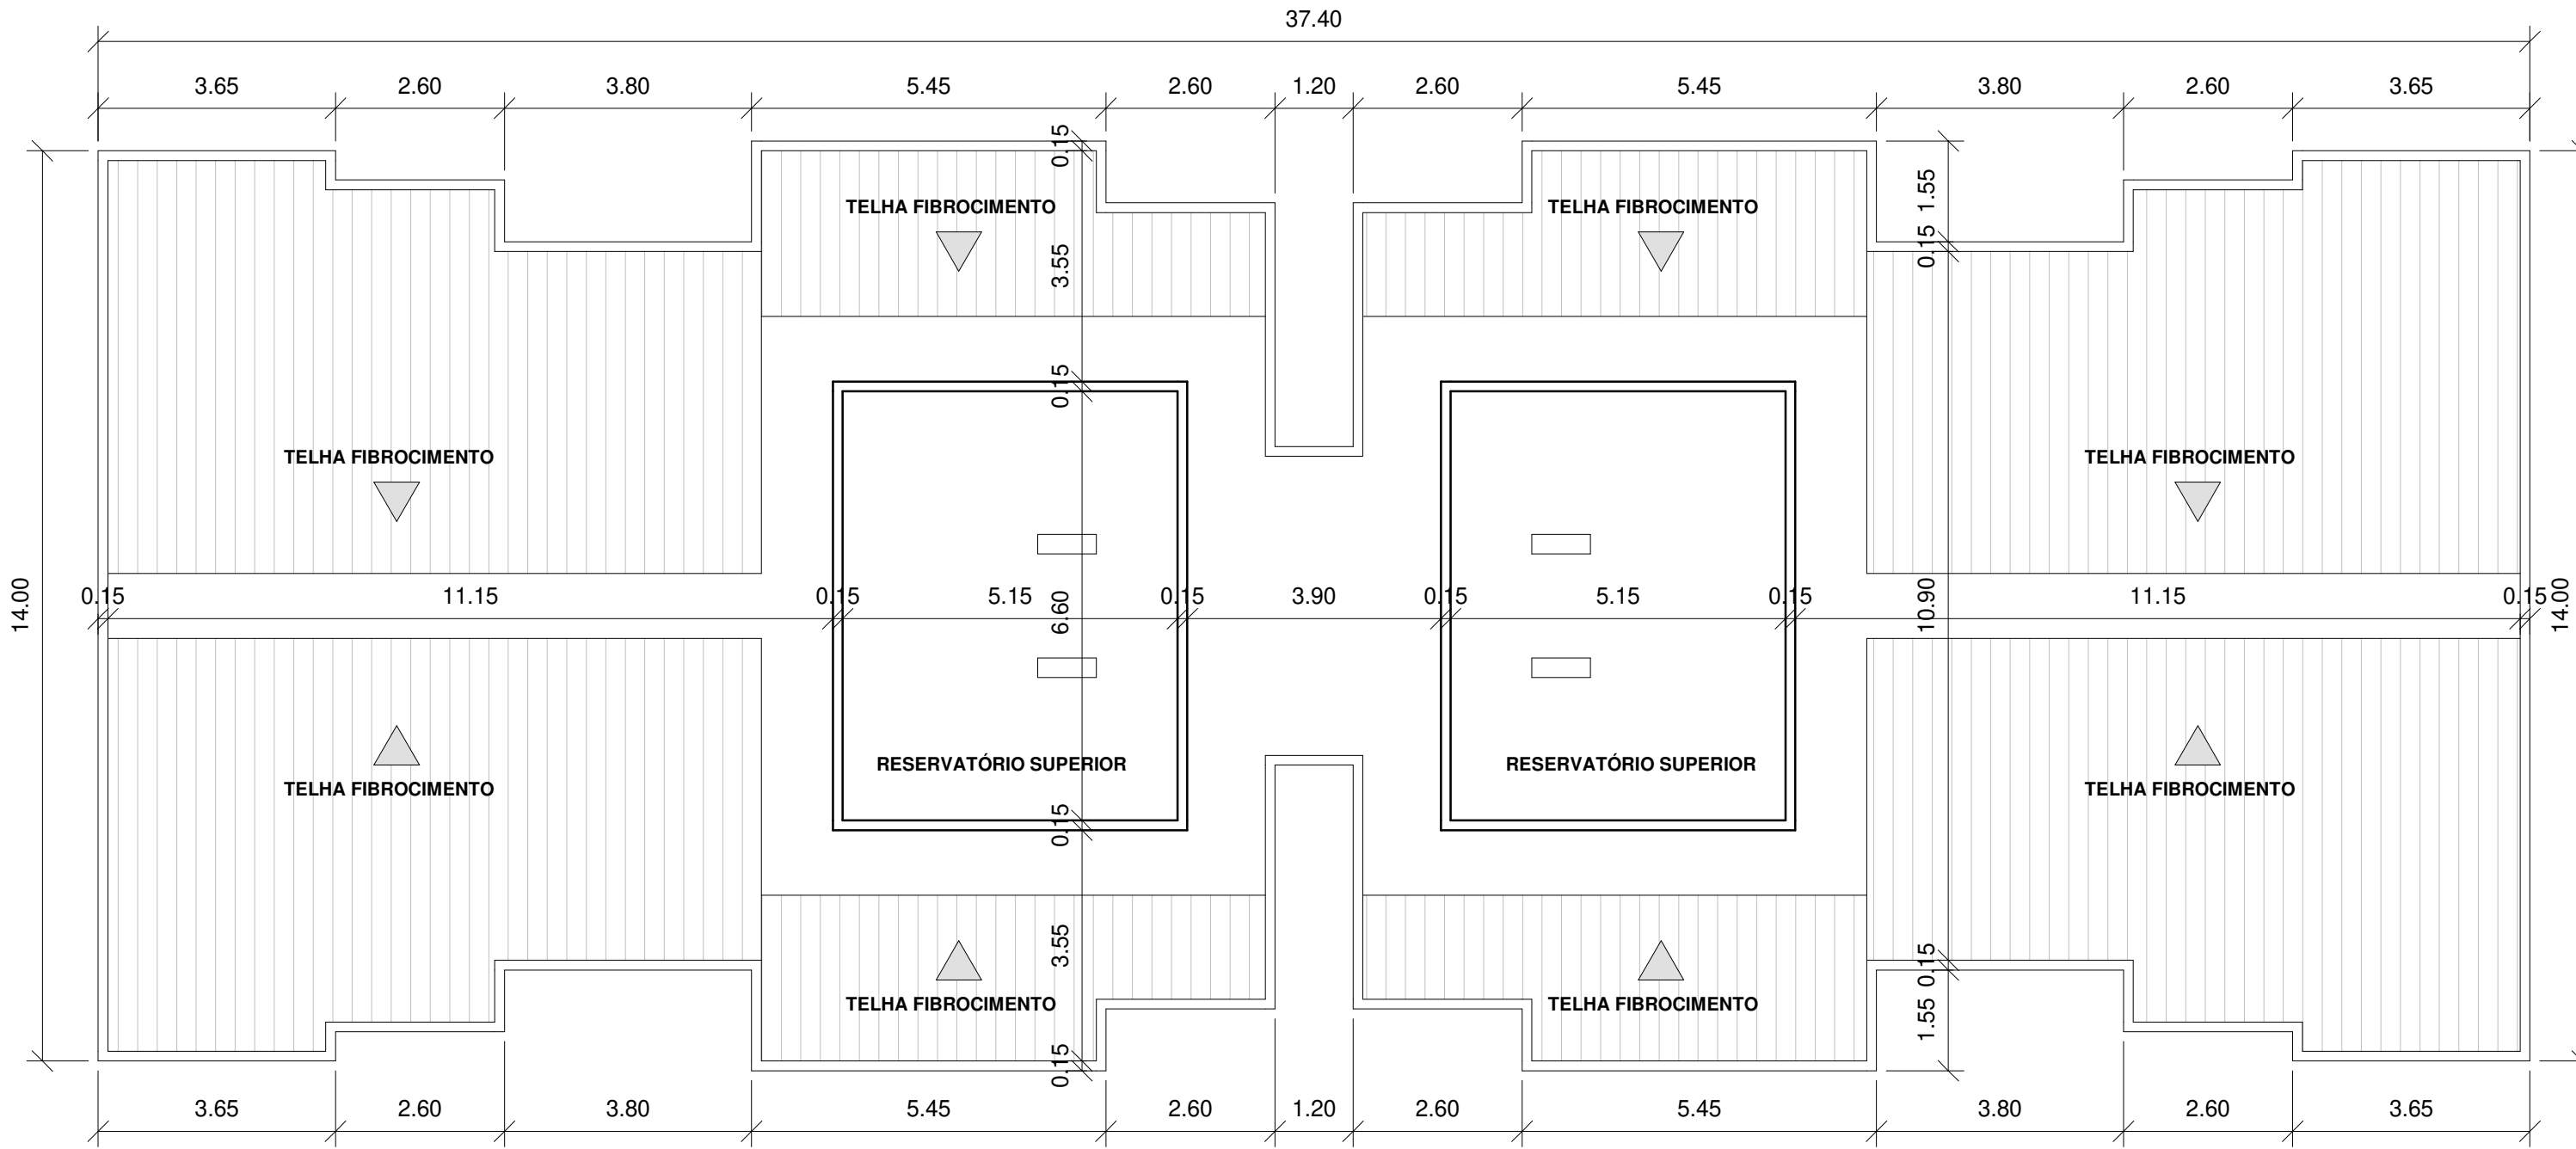 37.40
3.65 2.60 3.80 5.45 2.60 1.20 2.60 5.45 3.80 2.60 3.65
0.15
1.55
TELHA FIBROCIMENTO
TELHA FIBROCIMENTO
3.55
0.15
0.15
TELHA FIBROCIMENTO
TELHA FIBROCIMENTO
14.00
0.15 11.15 0.15 5.15 0.15 3.90 0.15 5.15 0.15 11.15 0.15
6.60
10.90
14.00
RESERVATÓRIO SUPERIOR
RESERVATÓRIO SUPERIOR
TELHA FIBROCIMENTO
TELHA FIBROCIMENTO
0.15
3.55
0.15
TELHA FIBROCIMENTO
TELHA FIBROCIMENTO
1.55
0.15
3.65 2.60 3.80 5.45 2.60 1.20 2.60 5.45 3.80 2.60 3.65